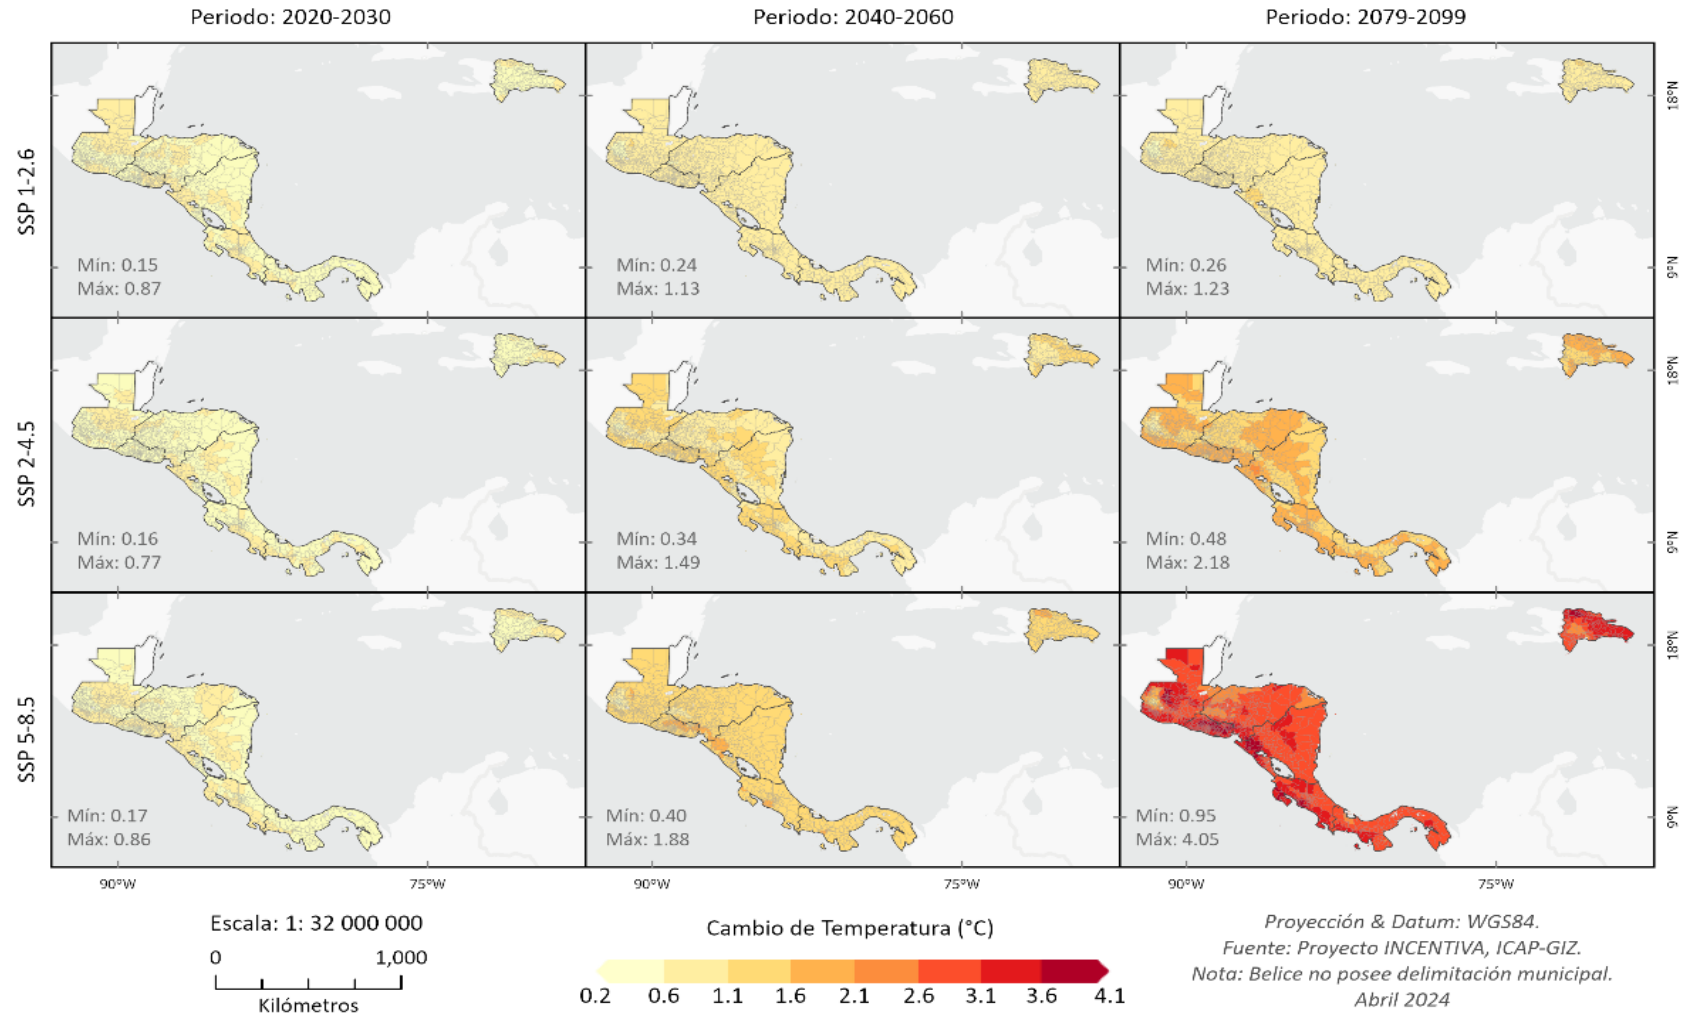 Periodo: 2020-2030
Periodo: 2040-2060
Periodo: 2079-2099
SSP 1-2.6
Mín: 0.15
Máx: 0.87
Mín: 0.24
Máx: 1.13
Mín: 0.26
Máx: 1.23
18°N
9°N
SSP 2-4.5
Mín: 0.16
Máx: 0.77
Mín: 0.34
Máx: 1.49
Mín: 0.48
Máx: 2.18
18°N
9°N
SSP 5-8.5
Mín: 0.17
Máx: 0.86
Mín: 0.40
Máx: 1.88
Mín: 0.95
Máx: 4.05
18°N
9°N
90°W
75°W
90°W
75°W
90°W
75°W
Escala: 1: 32 000 000
0
1,000
Kilómetros
Cambio de Temperatura (°C)
0.2 0.6 1.1 1.6 2.1 2.6 3.1 3.6 4.1
Proyección & Datum: WGS84.
Fuente: Proyecto INCENTIVA, ICAP-GIZ.
Nota: Belice no posee delimitación municipal.
Abril 2024